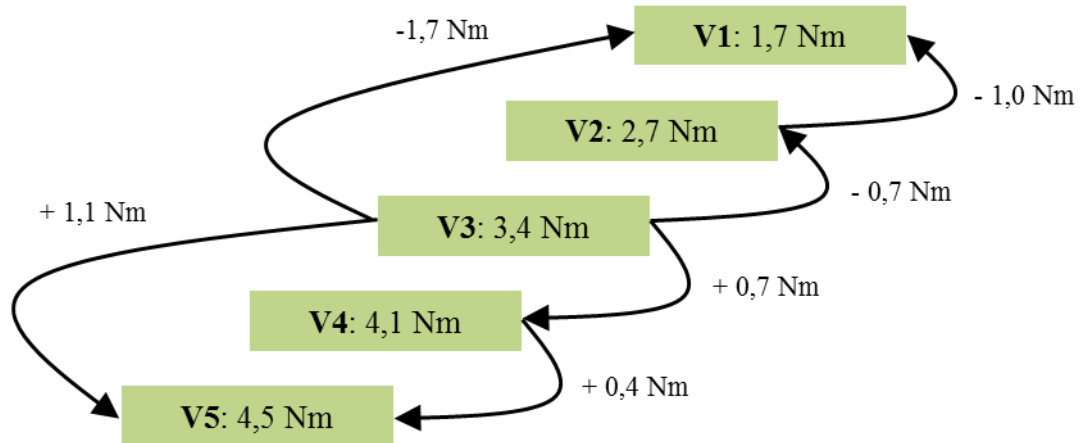 -1,7 Nm
V1: 1,7 Nm
- 1,0 Nm
V2: 2,7 Nm
- 0,7 Nm
+ 1,1 Nm
V3: 3,4 Nm
+ 0,7 Nm
V4: 4,1 Nm
+ 0,4 Nm
V5: 4,5 Nm